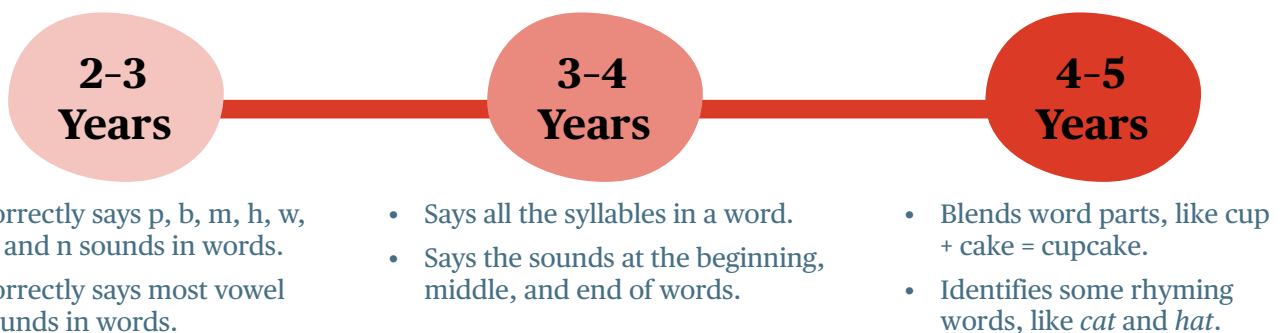 2–3
Years
3–4
Years
4–5
Years
orrectly says p, b, m, h, w,
and n sounds in words.
orrectly says most vowel
unds in words.
• Says all the syllables in a word.
• Says the sounds at the beginning,
middle, and end of words.
• Blends word parts, like cup
+ cake = cupcake.
• Identifies some rhyming
words, like cat and hat.